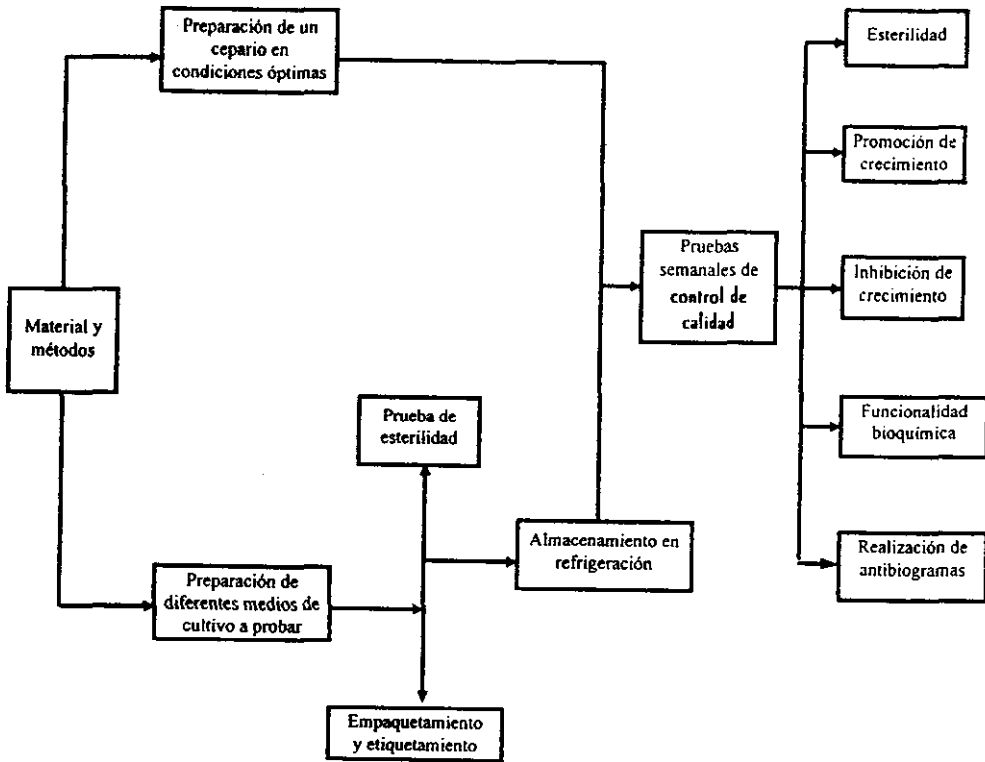 Preparación de un
cepario en
condiciones óptimas
Esterilidad
Promoción de
crecimiento
Pruebas
semanales de
control de
calidad
Inhibición de
crecimiento
Material y
métodos
Prueba de
esterilidad
Funcionalidad
bioquímica
Almacenamiento en
refrigeración
Realización de
antibiogramas
Preparación de
diferentes medios de
cultivo a probar
Empaquetamiento
y etiquetamiento